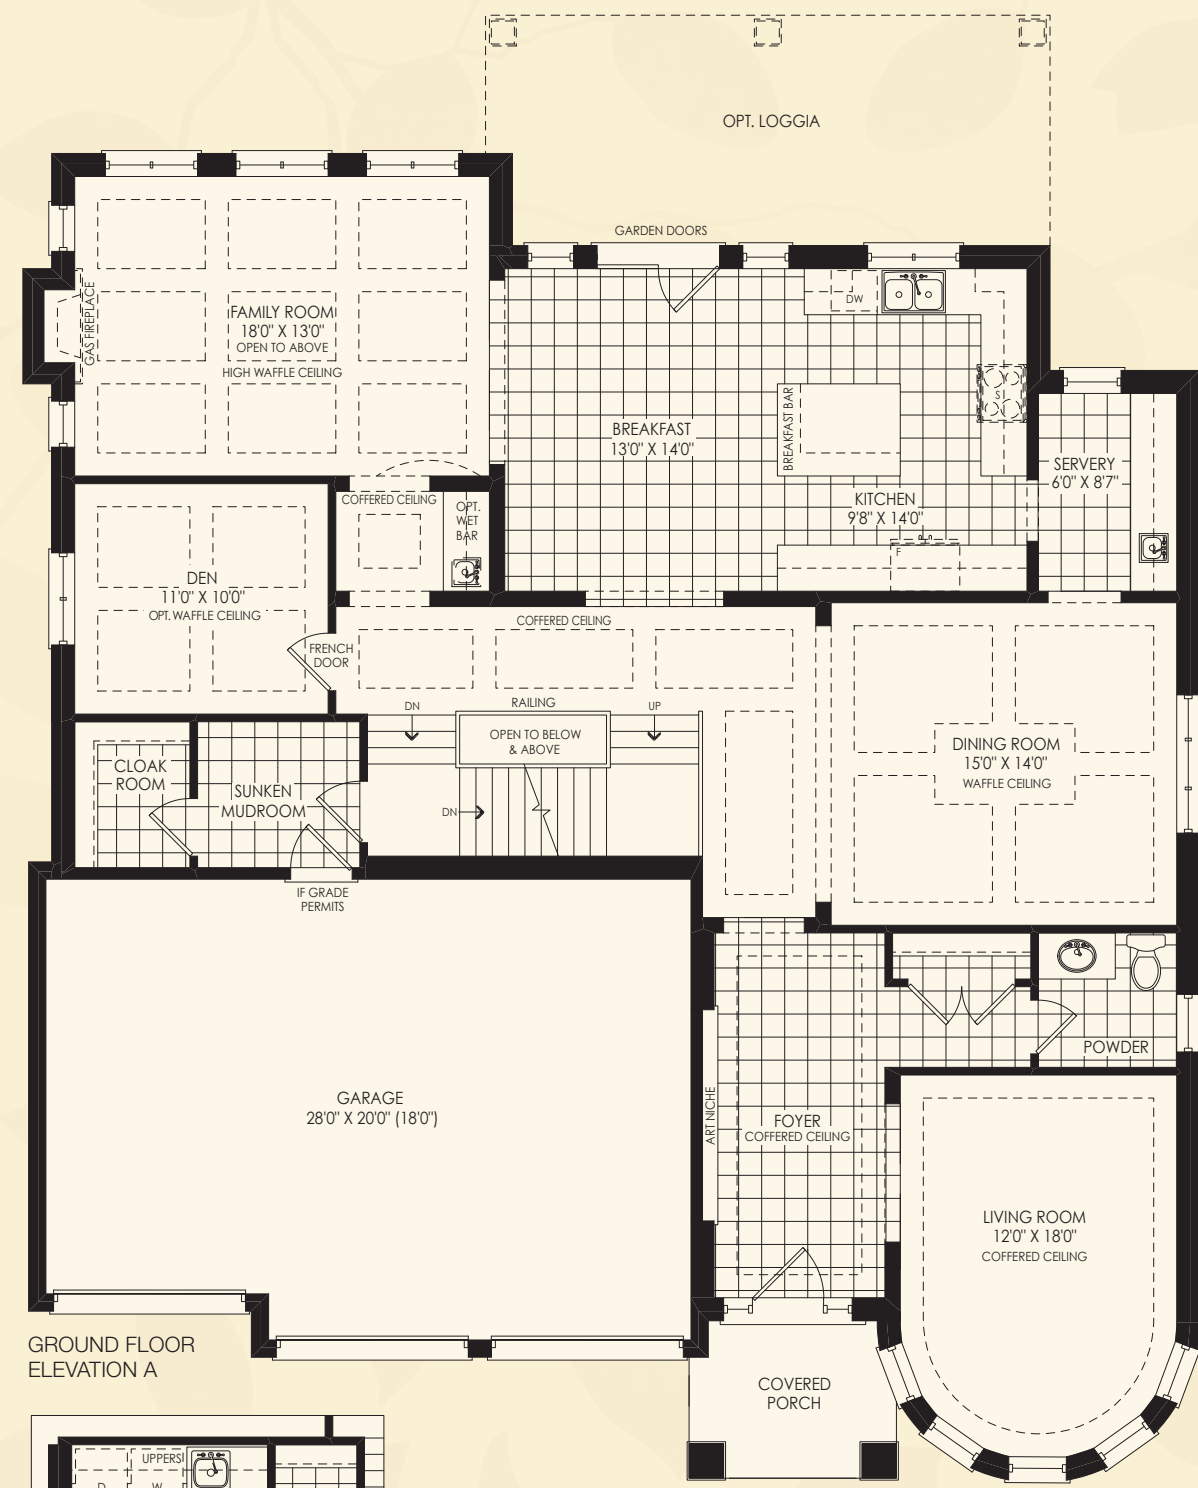 OPT. LOGGIA
GARDEN DOORS
GAS FIREPLACE
FAMILY ROOM
18'0" X 13'0"
OPEN TO ABOVE
HIGH WAFFLE CEILING
DW
S
BREAKFAST BAR
BREAKFAST
13'0" X 14'0"
SERVERY
6'0" X 8'7"
KITCHEN
9'8" X 14'0"
F
COFFERED CEILING
OPT.
WET
BAR
DEN
11'0" X 10'0"
OPT. WAFFLE CEILING
FRENCH
DOOR
COFFERED CEILING
DN
RAILING
UP
OPEN TO BELOW
& ABOVE
DINING ROOM
15'0" X 14'0"
WAFFLE CEILING
CLOAK
ROOM
SUNKEN
MUDROOM
DN
IF GRADE
PERMITS
POWDER
GARAGE
28'0" X 20'0" (18'0")
ART NICHE
FOYER
COFFERED CEILING
LIVING ROOM
12'0" X 18'0"
COFFERED CEILING
GROUND FLOOR
ELEVATION A
COVERED
PORCH
UPPERS
D
W